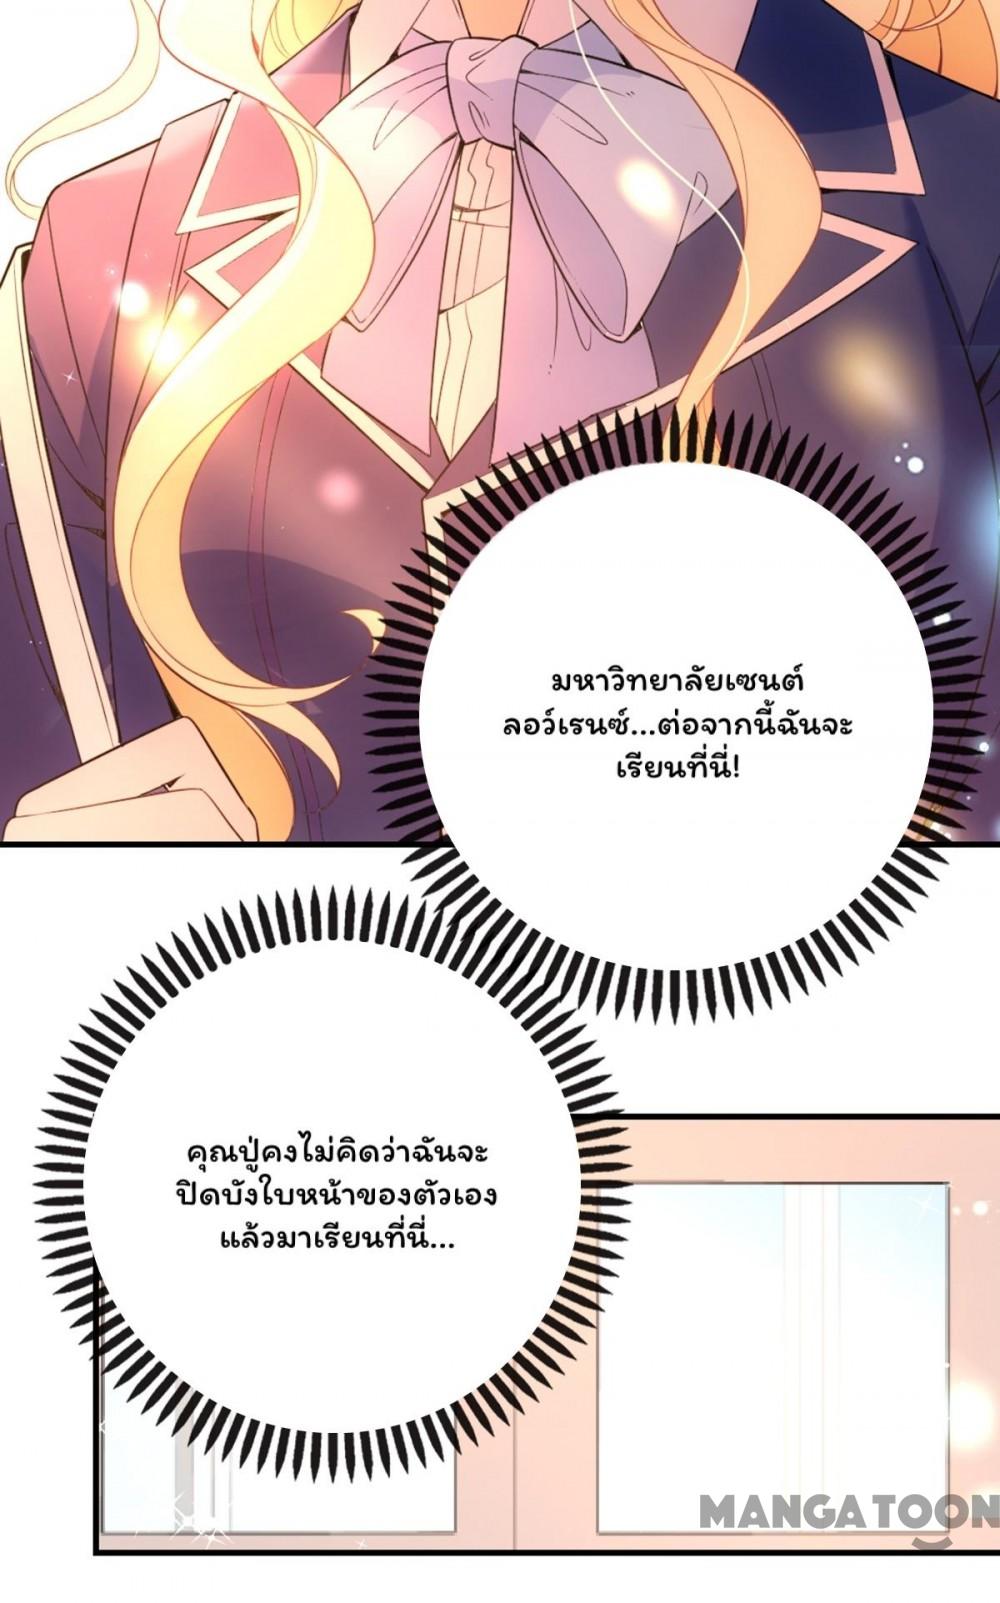 มหาวิทยาลัยเซนต์
ลอว์เรนซ์...ต่อจากนี้ฉันจะ
เรียนที่นี่!
คุณปู่คงไม่คิดว่าฉันจะ
ปิดบังใบหน้าของตัวเอง
แล้วมาเรียนที่นี่...
MANGATOON